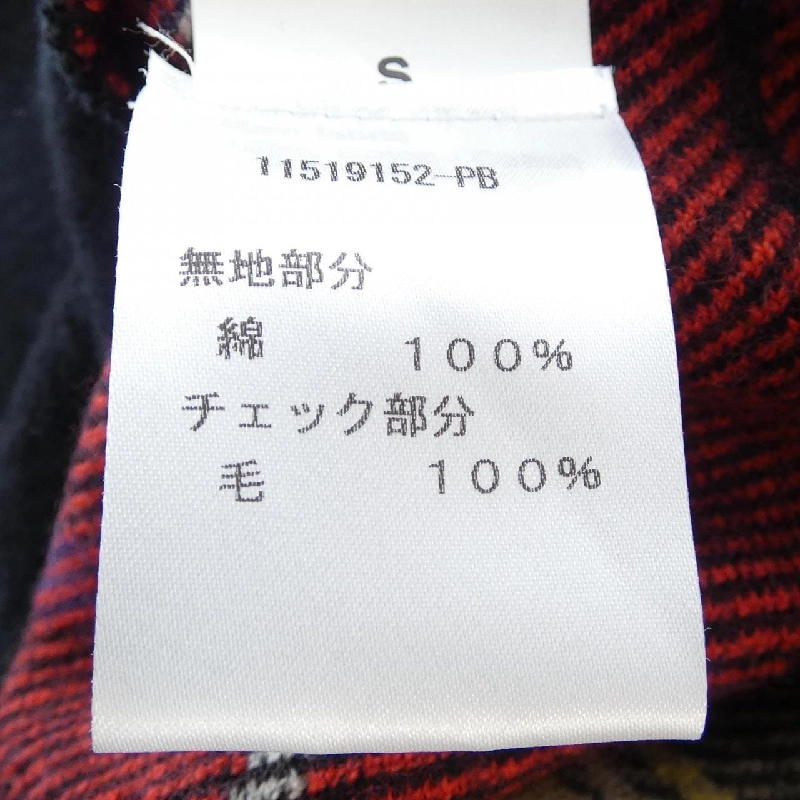 S
11519152-PB
無地部分
綿 100%
チェック部分
毛 100%